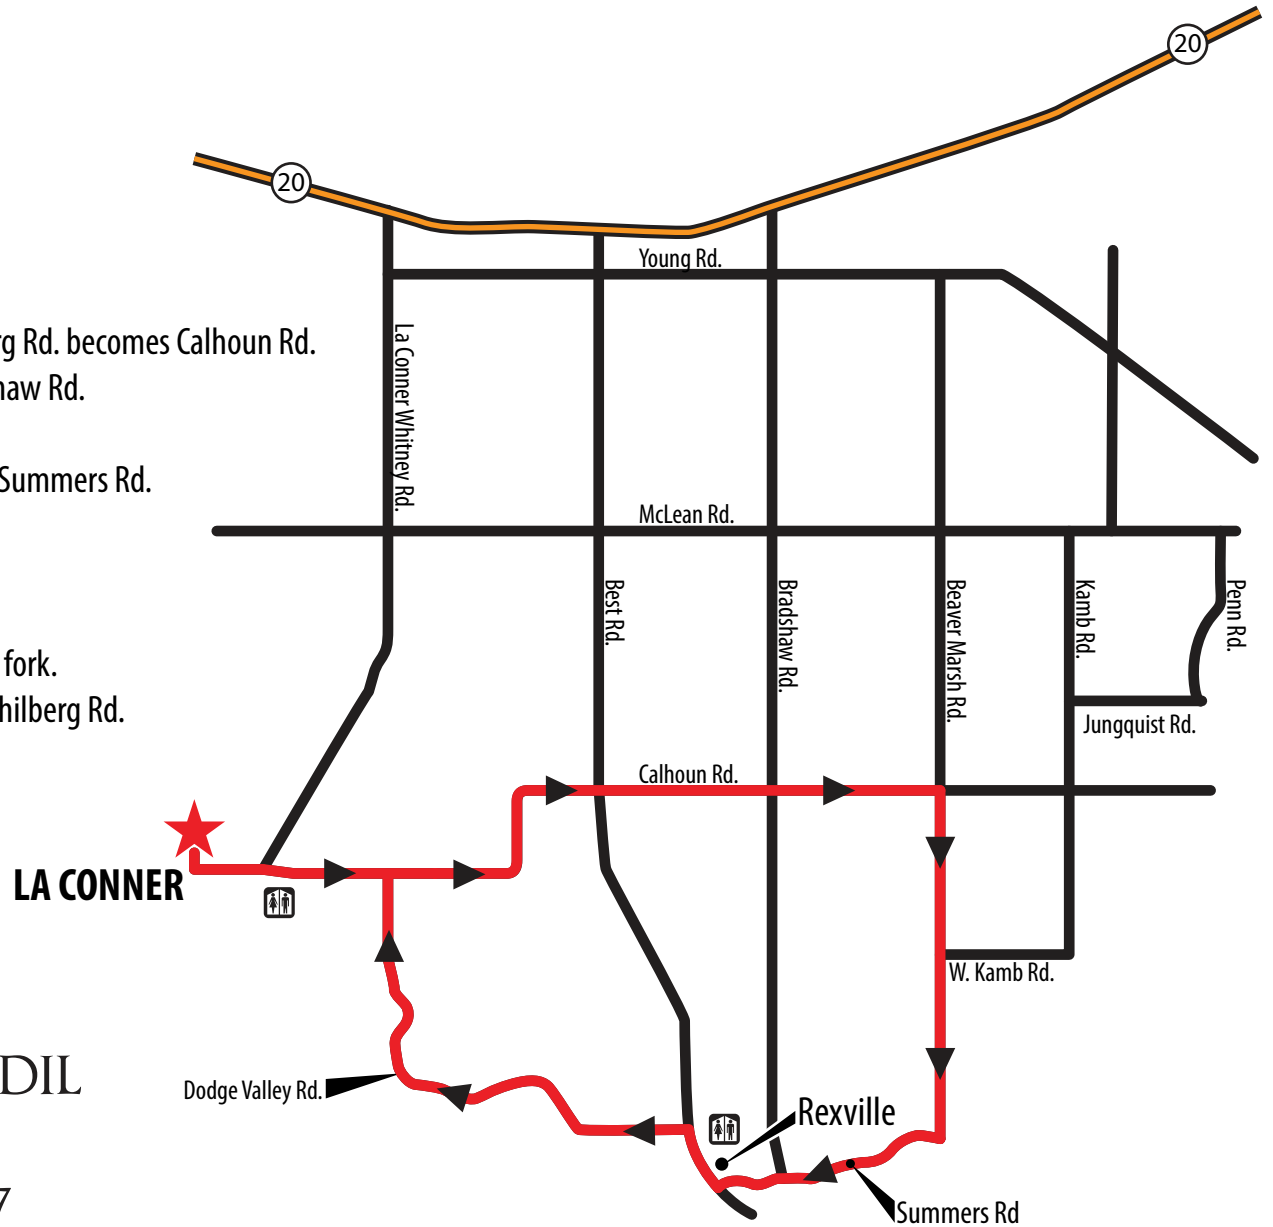 20
20
Young Rd.
rg Rd. becomes Calhoun Rd.
haw Rd.
La Conner Whitney Rd.
Summers Rd.
McLean Rd.
Best Rd.
Bradshaw Rd.
Beaver Marsh Rd.
Kamb Rd.
Penn Rd.
fork.
hilberg Rd.
Jungquist Rd.
Calhoun Rd.
LA CONNER
W. Kamb Rd.
DIL
Dodge Valley Rd.
Rexville
7
Summers Rd